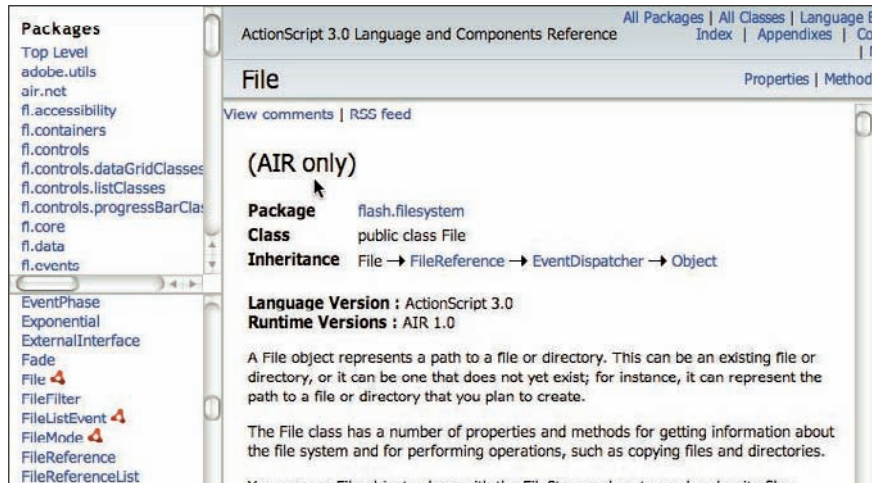 Packages
Top Level
adobe.utils
air.net
fl.accessibility
fl.containers
fl.controls
fl.controls.dataGridClasses
fl.controls.listClasses
fl.controls.progressBarClas
fl.core
fl.data
fl.events
EventPhase
Exponential
ExternalInterface
Fade
File
FileFilter
FileListEvent
FileMode
FileReference
FileReferenceList
All Packages | All Classes | Language E
ActionScript 3.0 Language and Components Reference
Index | Appendixes | Co
|
File
Properties | Method
View comments | RSS feed
(AIR only)
Package flash.filesystem
Class public class File
Inheritance File → FileReference → EventDispatcher → Object
Language Version : ActionScript 3.0
Runtime Versions : AIR 1.0
A File object represents a path to a file or directory. This can be an existing file or
directory, or it can be one that does not yet exist; for instance, it can represent the
path to a file or directory that you plan to create.
The File class has a number of properties and methods for getting information about
the file system and for performing operations, such as copying files and directories.